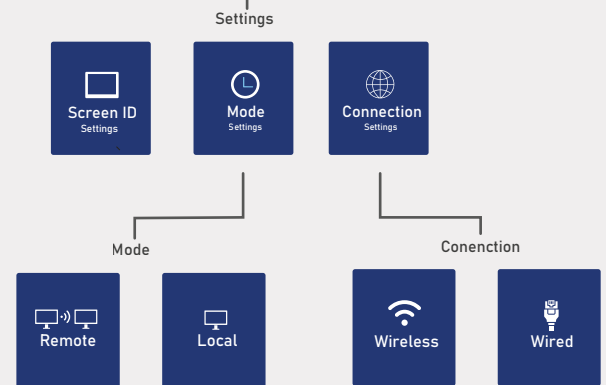 Settings
Screen ID
Settings
Mode
Settings
Connection
Settings
Mode
Conenction
Remote
Local
Wireless
Wired